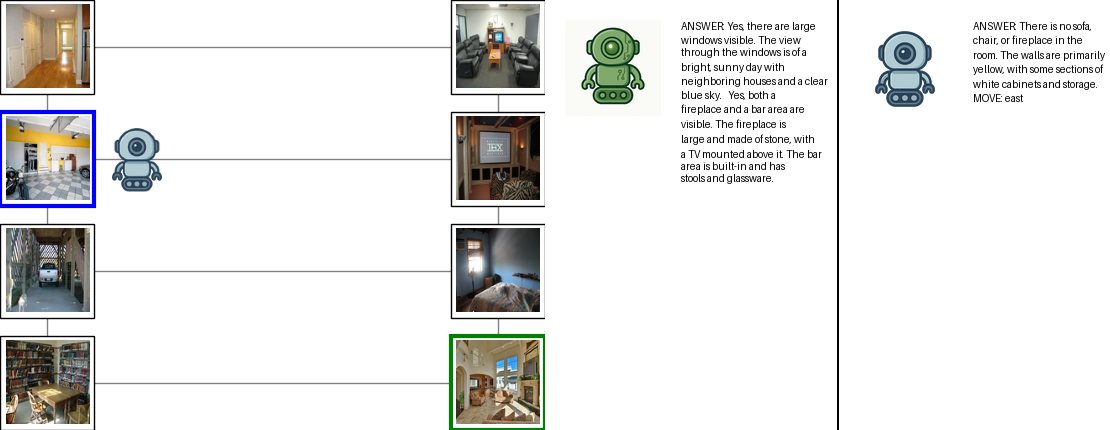 ANSWER: Yes, there are large
windows visible. The view
through the windows is of a
bright, sunny day with
neighboring houses and a clear
blue sky. Yes, both a
fireplace and a bar area are
visible. The fireplace is
large and made of stone, with
a TV mounted above it. The bar
area is built-in and has
stools and glassware.
ANSWER: There is no sofa,
chair, or fireplace in the
room. The walls are primarily
yellow, with some sections of
white cabinets and storage.
MOVE: east